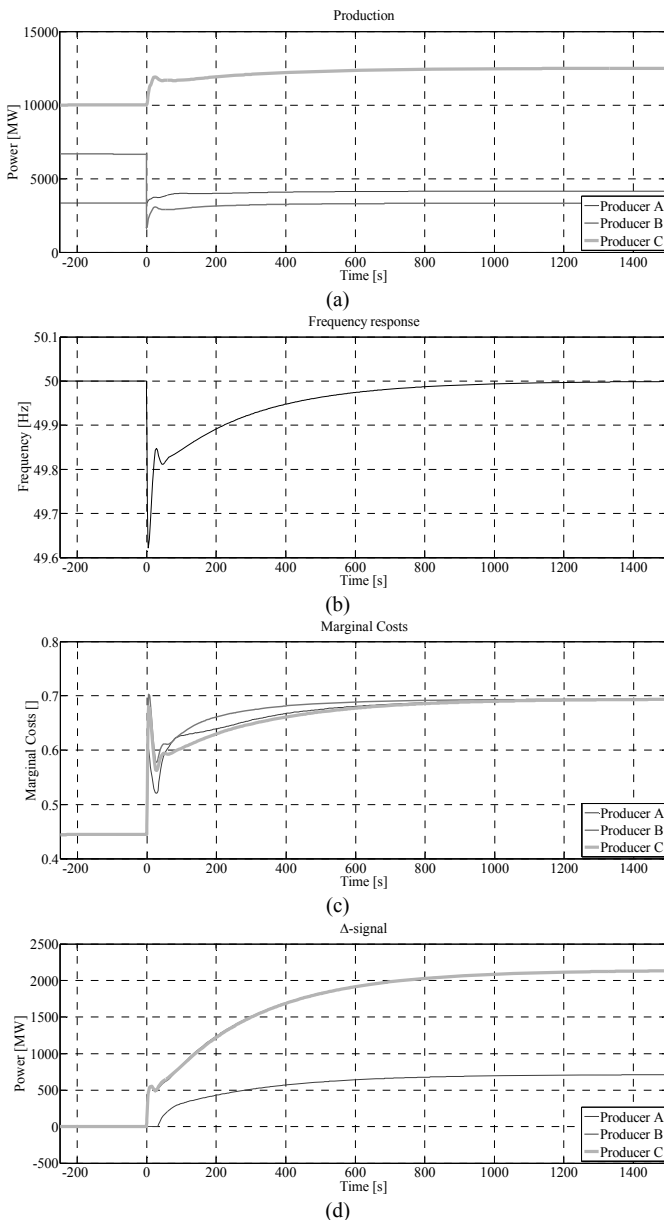 Production
15000
10000
5000
0
Power [MW]
-200 0 200 400 600 800 1000 1200 1400
Time [s]
Producer A
Producer B
Producer C
(a)
Frequency response
50.1
50
49.9
49.8
49.7
49.6
Frequency [Hz]
-200 0 200 400 600 800 1000 1200 1400
Time [s]
(b)
Marginal Costs
0.8
0.7
0.6
0.5
0.4
Marginal Costs []
-200 0 200 400 600 800 1000 1200 1400
Time [s]
Producer A
Producer B
Producer C
(c)
Δ-signal
2500
2000
1500
1000
500
0
-500
Power [MW]
-200 0 200 400 600 800 1000 1200 1400
Time [s]
Producer A
Producer B
Producer C
(d)